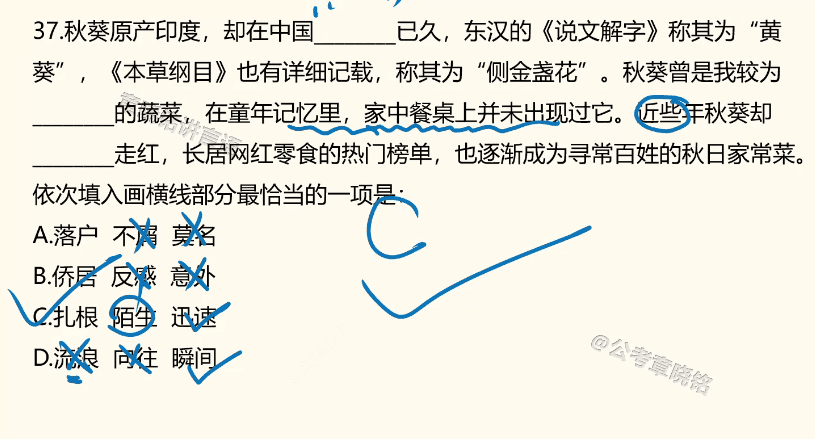 37.秋葵原产印度，却在中国________已久，东汉的《说文解字》称其为“黄
葵”，《本草纲目》也有详细记载，称其为“侧金盏花”。秋葵曾是我较为
________的蔬菜，在童年记忆里，家中餐桌上并未出现过它。近些年秋葵却
________走红，长居网红零食的热门榜单，也逐渐成为寻常百姓的秋日家常菜。
依次填入画横线部分最恰当的一项是：
C
A.落户 不屑 莫名
B.侨居 反感 意外
C.扎根 陌生 迅速
D.流浪 向往 瞬间
@公考章晓铭